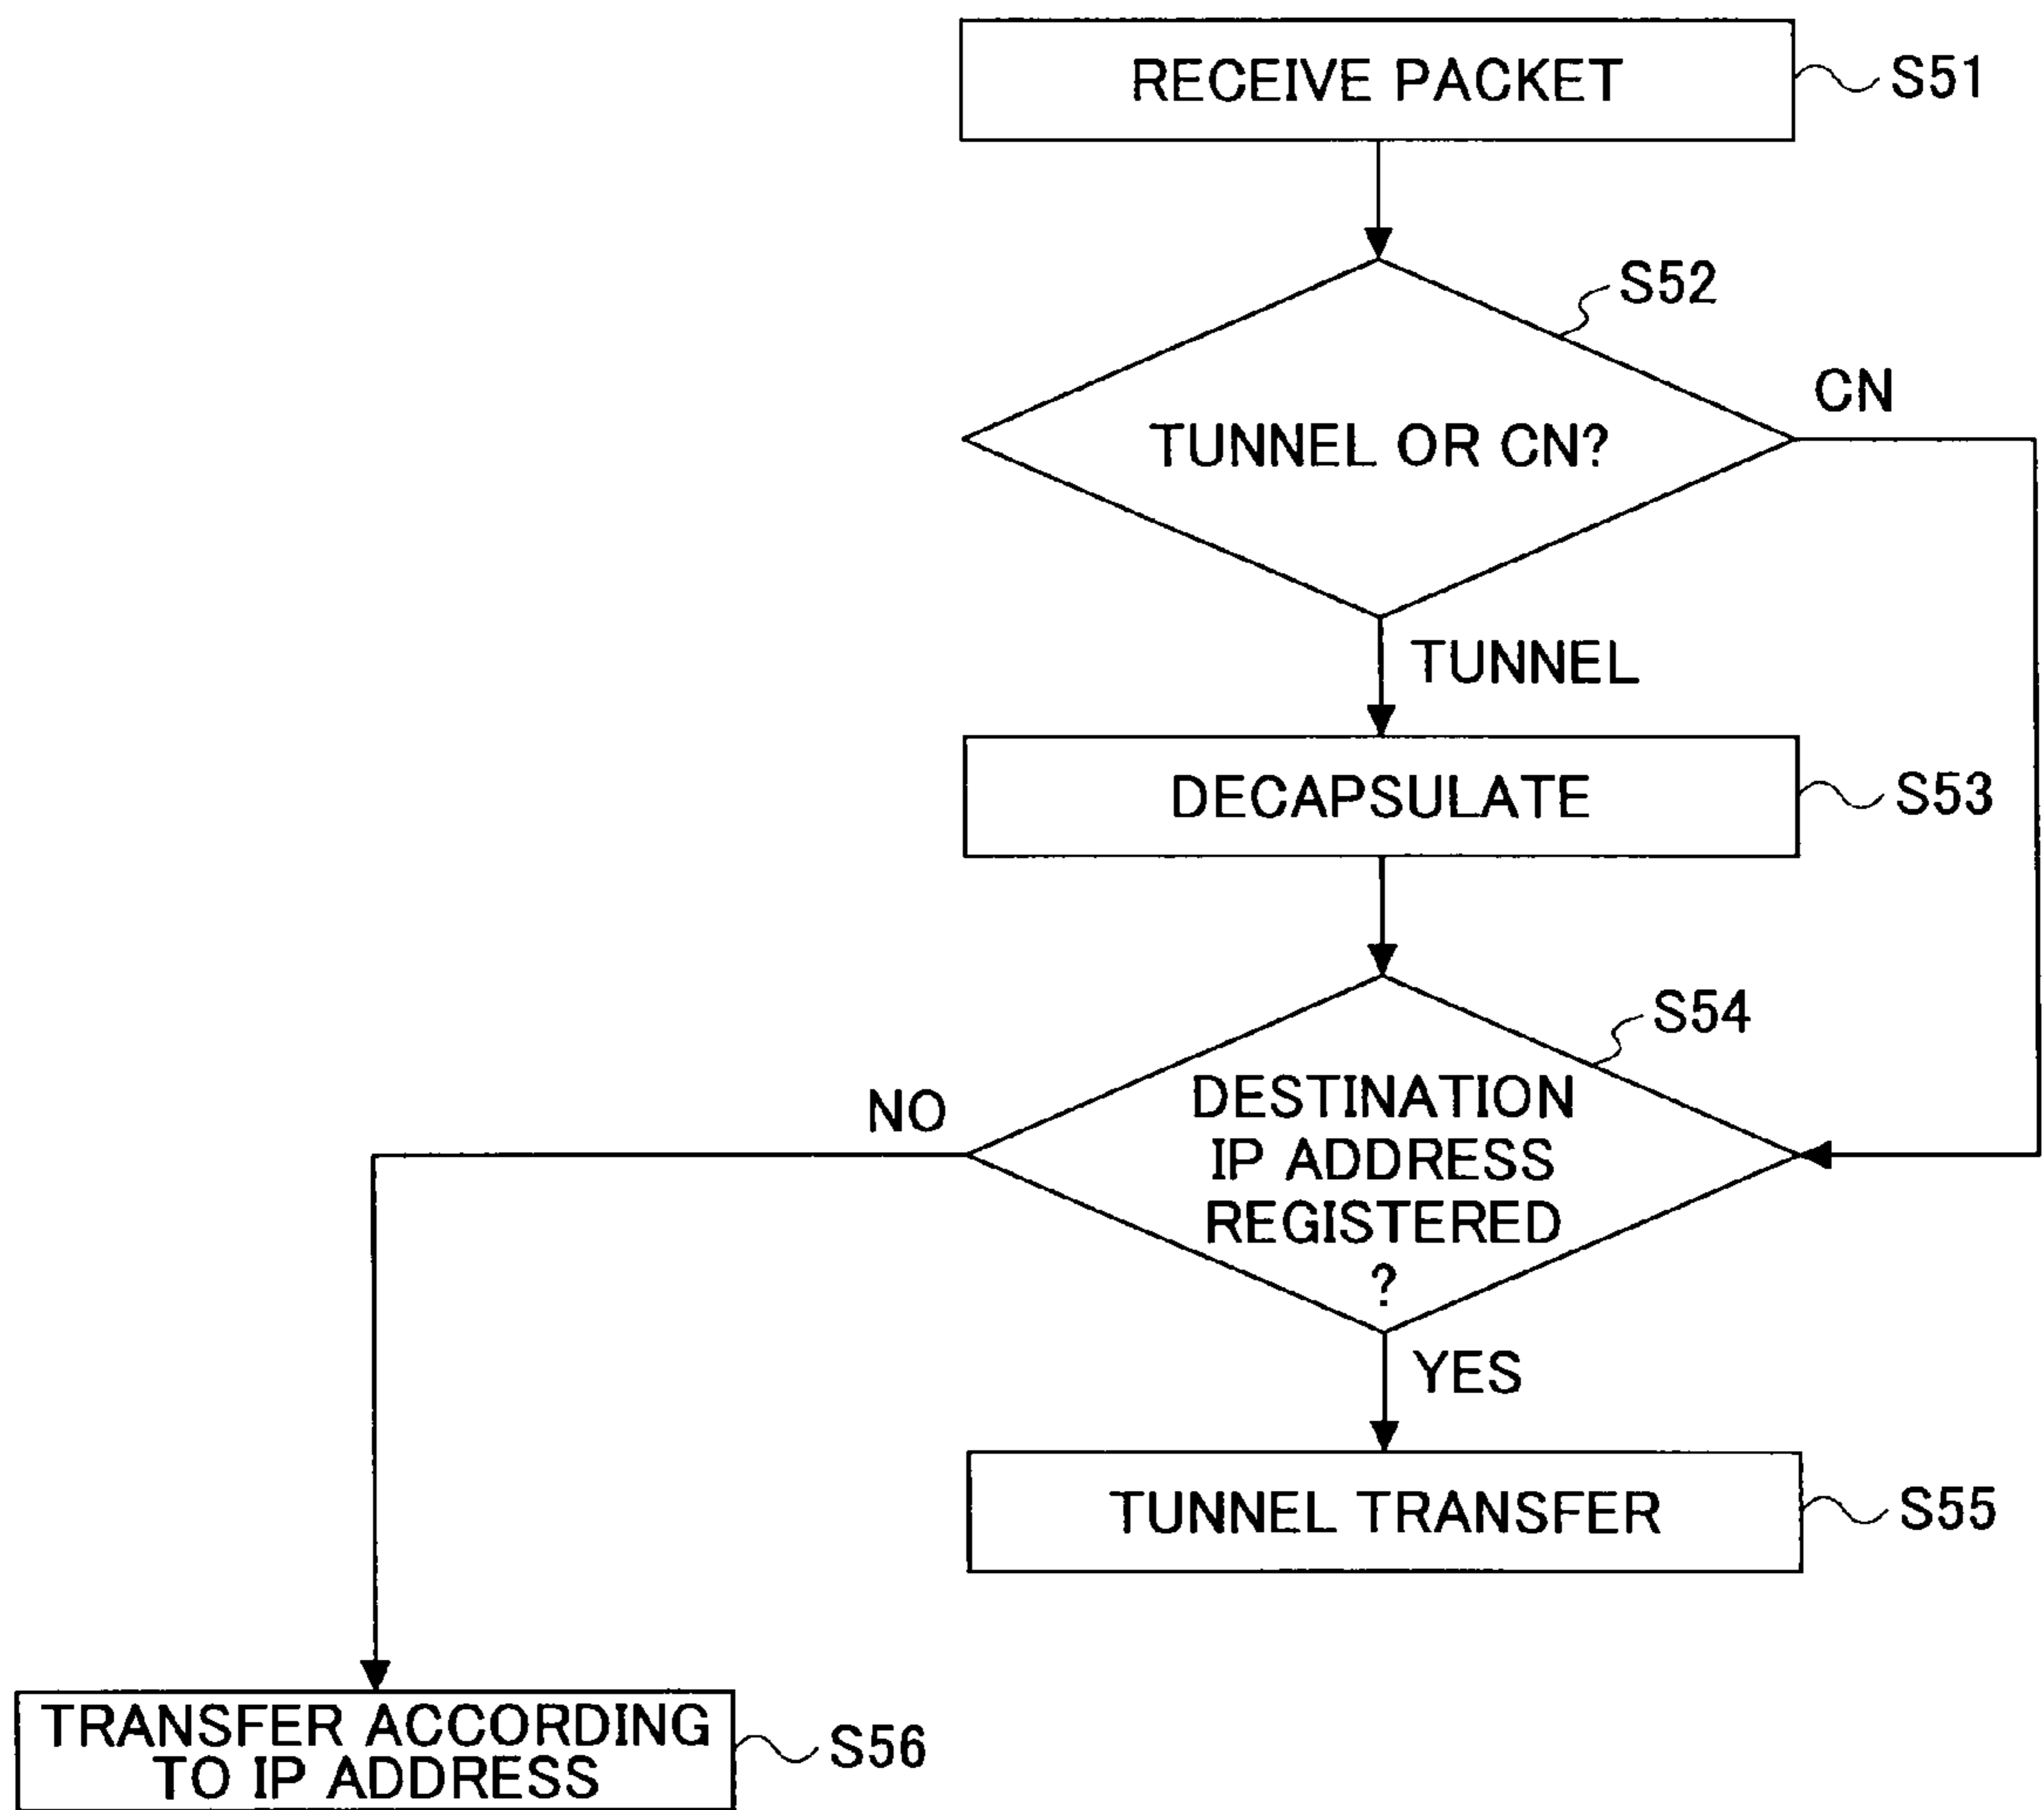 RECEIVE PACKET
S51
S52
CN
TUNNEL OR CN?
TUNNEL
DECAPSULATE
S53
S54
NO
DESTINATION
IP ADDRESS
REGISTERED
?
YES
TUNNEL TRANSFER
S55
TRANSFER ACCORDING
TO IP ADDRESS
S56